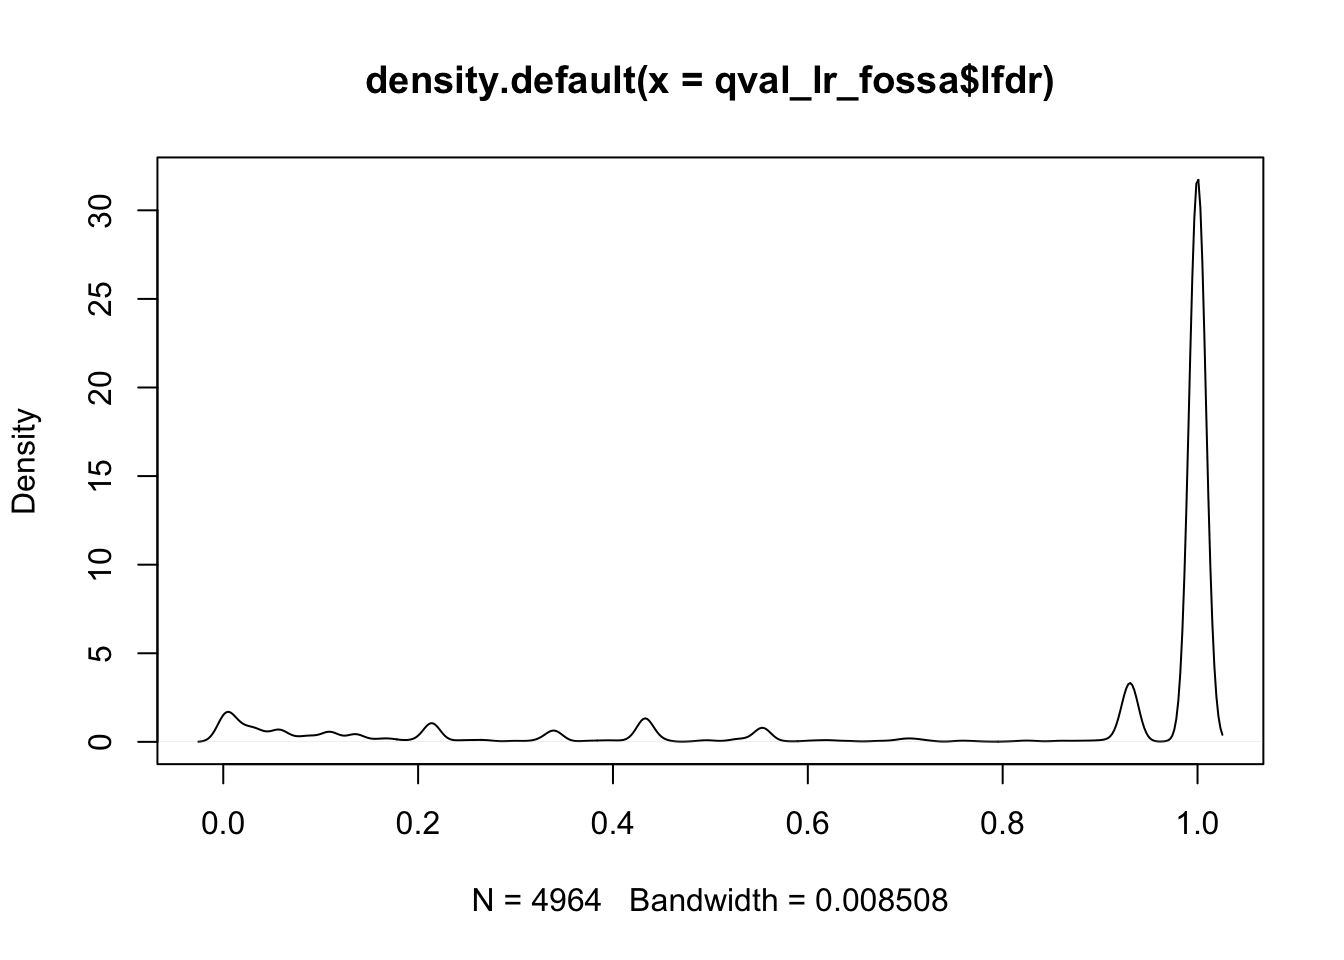 density.default(x = qval_lr_fossa$lfdr)
Density
30
25
20
15
10
5
0
0.0 0.2 0.4 0.6 0.8 1.0
N = 4964 Bandwidth = 0.008508